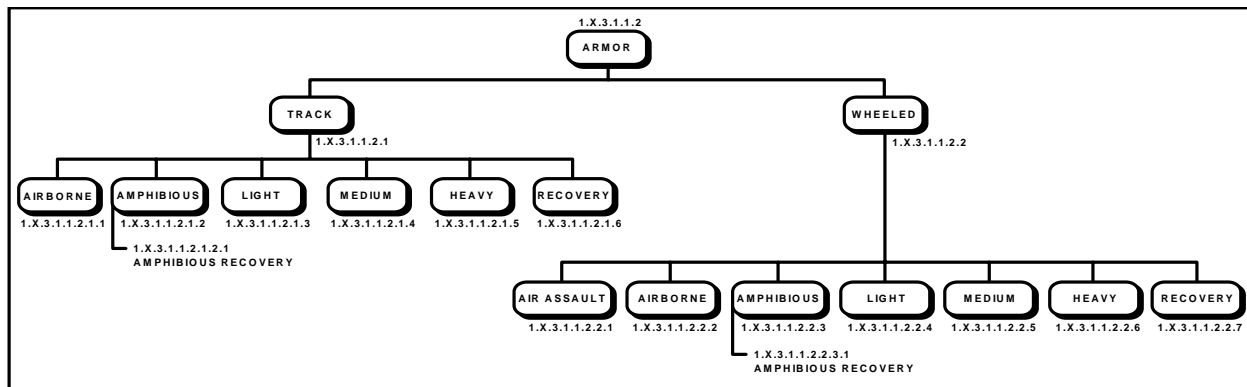 1.X.3.1.1.2
ARMOR
TRACK
1.X.3.1.1.2.1
WHEELED
1.X.3.1.1.2.2
AIRBORNE
1.X.3.1.1.2.1.1
AMPHIBIOUS
1.X.3.1.1.2.1.2
LIGHT
1.X.3.1.1.2.1.3
MEDIUM
1.X.3.1.1.2.1.4
HEAVY
1.X.3.1.1.2.1.5
RECOVERY
1.X.3.1.1.2.1.6
1.X.3.1.1.2.1.2.1
AMPHIBIOUS RECOVERY
AIR ASSAULT
1.X.3.1.1.2.2.1
AIRBORNE
1.X.3.1.1.2.2.2
AMPHIBIOUS
1.X.3.1.1.2.2.3
LIGHT
1.X.3.1.1.2.2.4
MEDIUM
1.X.3.1.1.2.2.5
HEAVY
1.X.3.1.1.2.2.6
RECOVERY
1.X.3.1.1.2.2.7
1.X.3.1.1.2.2.3.1
AMPHIBIOUS RECOVERY